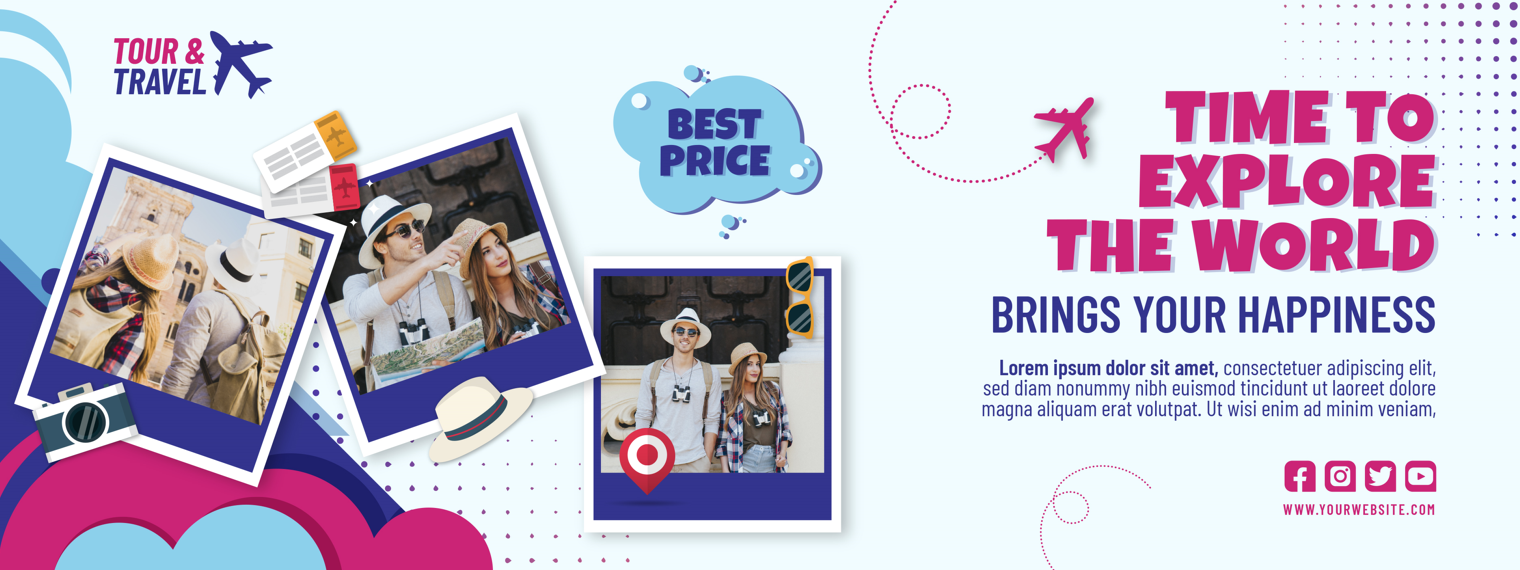 TOUR &
TRAVEL
BEST
PRICE
TIME TO
EXPLORE
THE WORLD
BRINGS YOUR HAPPINESS
Lorem ipsum dolor sit amet, consectetuer adipiscing elit,
sed diam nonummy nibh euismod tincidunt ut laoreet dolore
magna aliquam erat volutpat. Ut wisi enim ad minim veniam,
WWW.YOURWEBSITE.COM